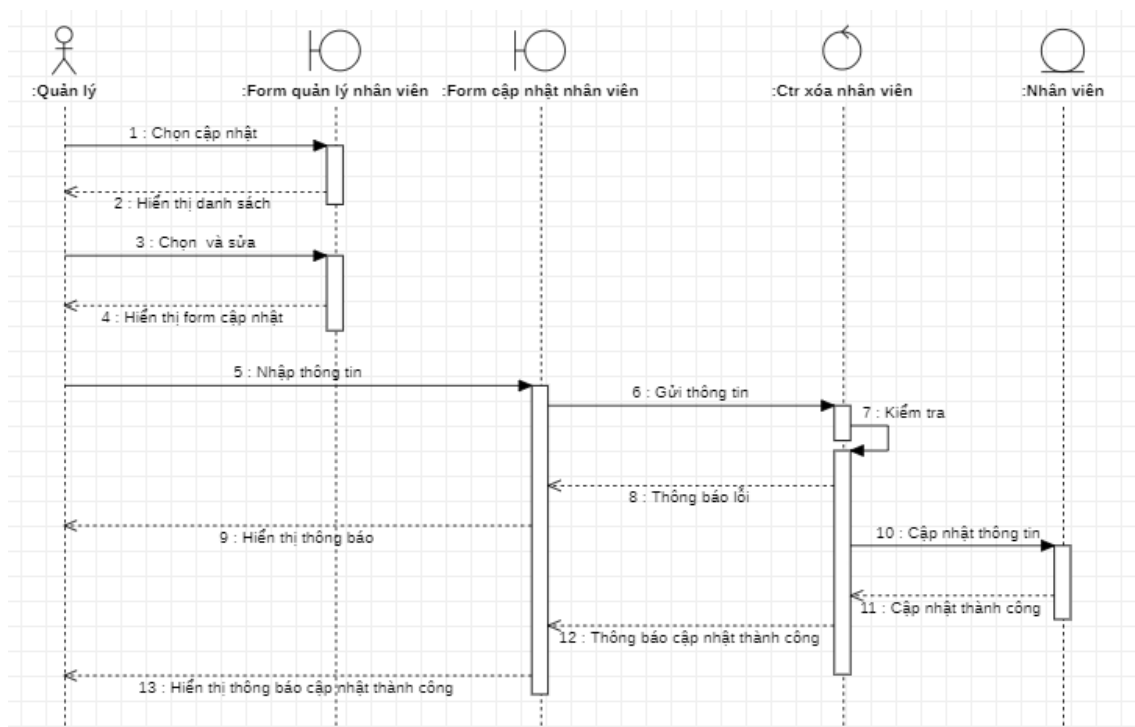 :Quản lý
:Form quản lý nhân viên
:Form cập nhật nhân viên
:Ctr xóa nhân viên
:Nhân viên
1 : Chọn cập nhật
2 : Hiển thị danh sách
3 : Chọn và sửa
4 : Hiển thị form cập nhật
5 : Nhập thông tin
6 : Gửi thông tin
7 : Kiểm tra
8 : Thông báo lỗi
9 : Hiển thị thông báo
10 : Cập nhật thông tin
11 : Cập nhật thành công
12 : Thông báo cập nhật thành công
13 : Hiển thị thông báo cập nhật thành công